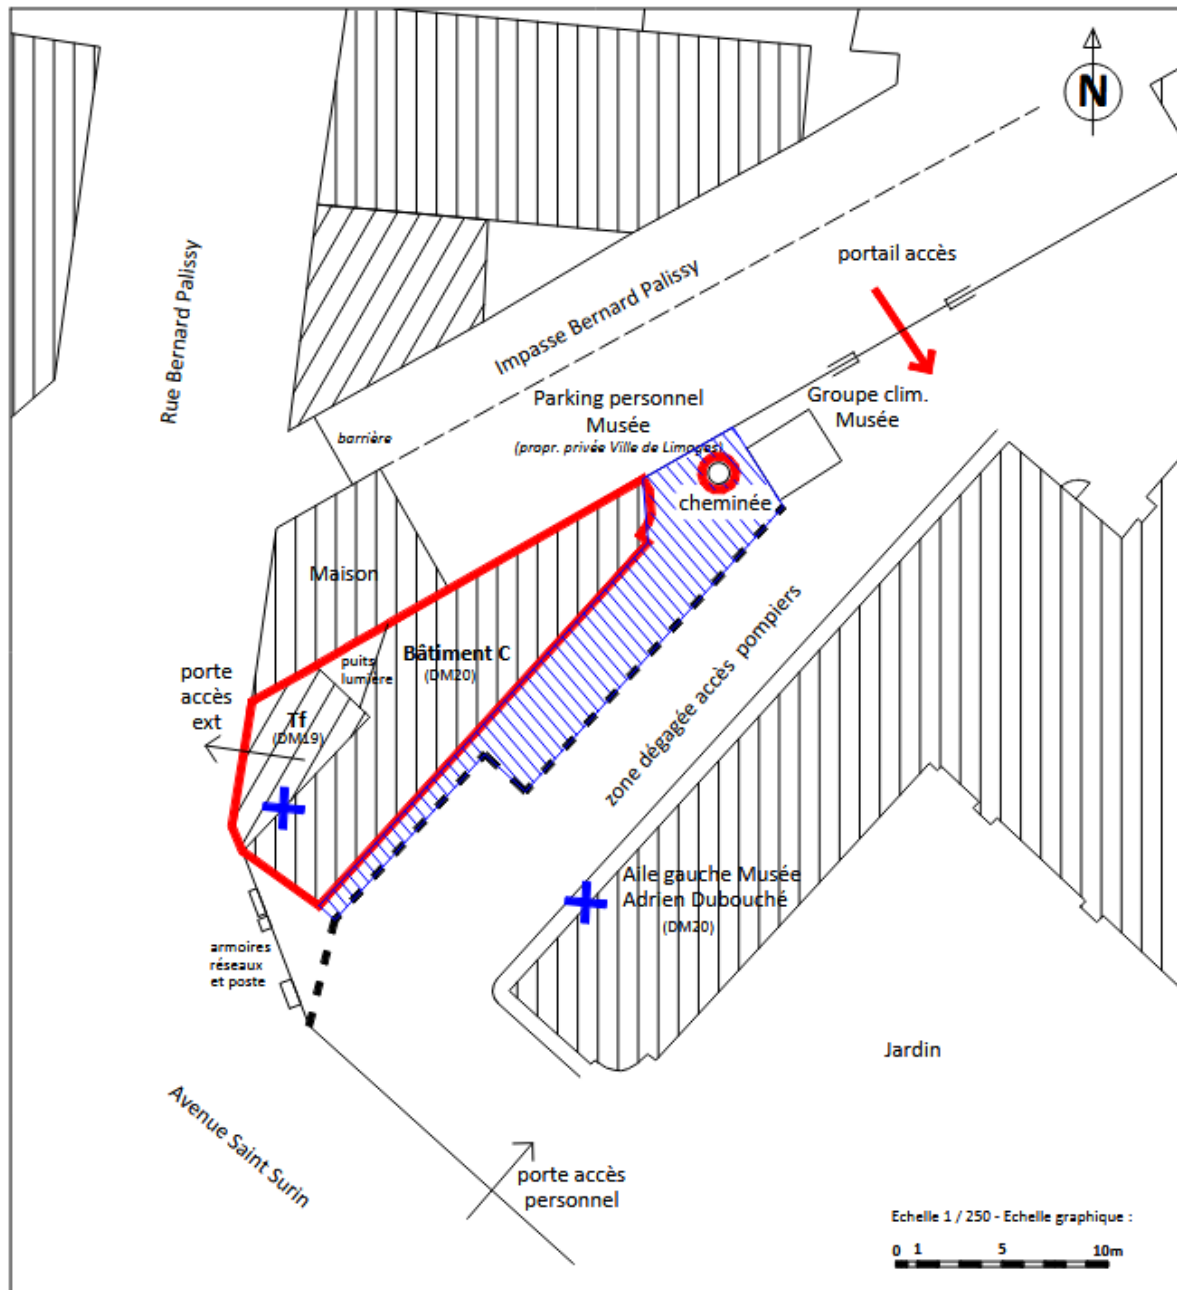 N
portail accès
Rue Bernard Palissy
Impasse Bernard Palissy
Parking personnel
Musée
(propr. privée Ville de Limoges)
Groupe clim.
Musée
barrière
cheminée
Maison
Bâtiment C
(DM20)
puits
lumière
porte
accès
ext
Tf
(DM19)
zone dégagée accès pompiers
Aile gauche Musée
Adrien Dubouché
(DM20)
armoires
réseaux
et poste
Jardin
Avenue Saint Surin
porte accès
personnel
Echelle 1 / 250 - Echelle graphique :
0 1 5 10m